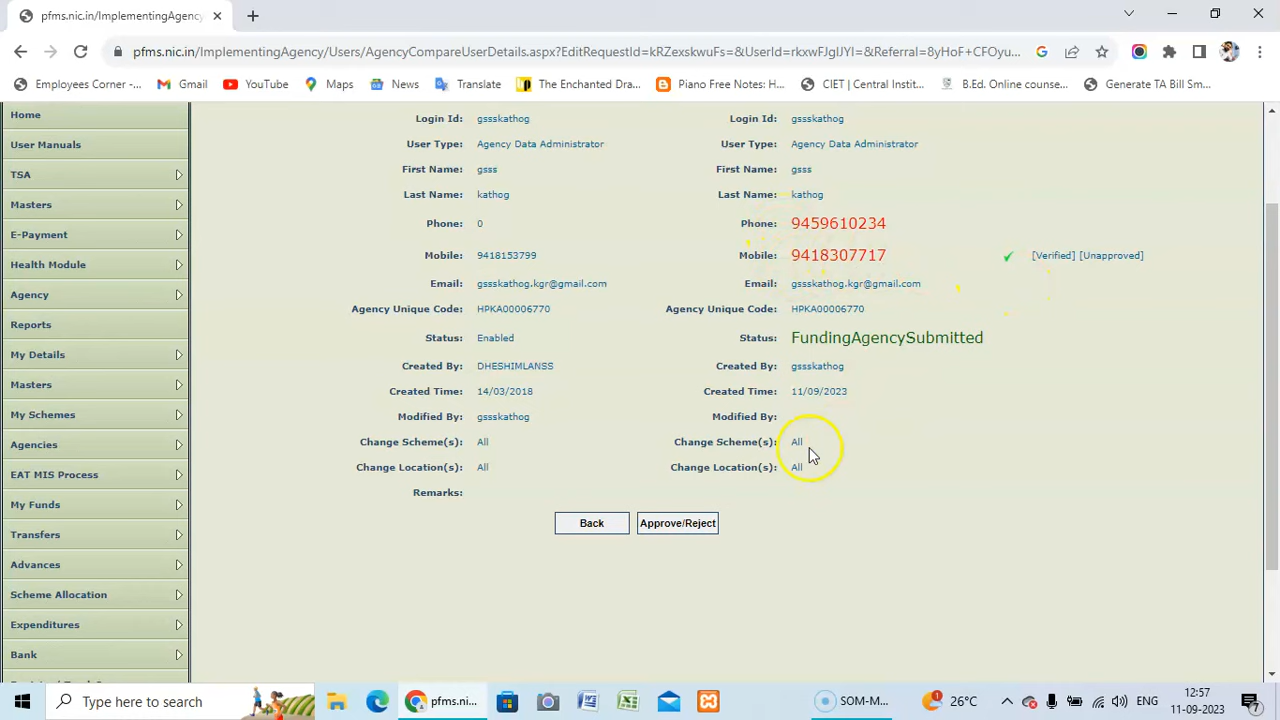 pfms.nic.in/ImplementingAgency
pfms.nic.in/ImplementingAgency/Users/AgencyCompareUserDetails.aspx?EditRequestId=kRZexskwuFs=&UserId=rkxwFJglJYI=&Referral=8yHoF+CFOyu...
Employees Corner -...
Gmail
YouTube
Maps
News
Translate
The Enchanted Dra...
Piano Free Notes: H...
CIET | Central Instit...
B.Ed. Online course...
Generate TA Bill Sm...
Home
User Manuals
TSA
Masters
E-Payment
Health Module
Agency
Reports
My Details
Masters
My Schemes
Agencies
EAT MIS Process
My Funds
Transfers
Advances
Scheme Allocation
Expenditures
Bank
Login Id: gssskathog Login Id: gssskathog
User Type: Agency Data Administrator User Type: Agency Data Administrator
First Name: gsss First Name: gsss
Last Name: kathog Last Name: kathog
Phone: 0 Phone: 9459610234
Mobile: 9418153799 Mobile: 9418307717 [Verified] [Unapproved]
Email: gssskathog.kgr@gmail.com Email: gssskathog.kgr@gmail.com
Agency Unique Code: HPKA00006770 Agency Unique Code: HPKA00006770
Status: Enabled Status: FundingAgencySubmitted
Created By: DHESHIMLANSS Created By: gssskathog
Created Time: 14/03/2018 Created Time: 11/09/2023
Modified By: gssskathog Modified By:
Change Scheme(s): All Change Scheme(s): All
Change Location(s): All Change Location(s): All
Remarks:
Back Approve/Reject
Type here to search
pfms.nic.in...
SOM-M...
1
26°C
ENG
12:57
11-09-2023
7